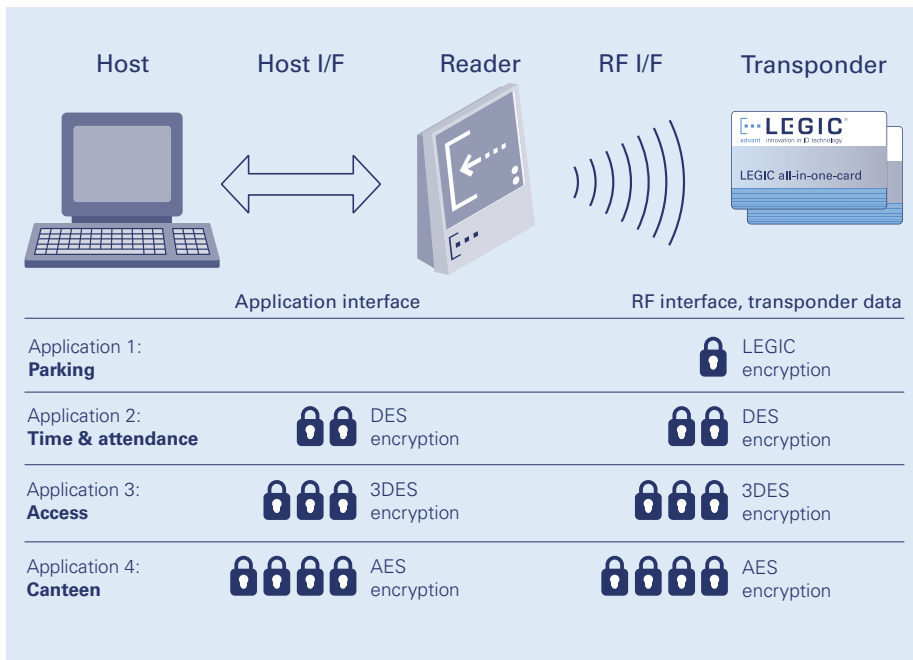 Host Host I/F Reader RF I/F Transponder
LEGIC®
advant innovation in ID technology
LEGIC all-in-one-card
Application interface RF interface, transponder data
Application 1: LEGIC
Parking encryption
Application 2: DES DES
Time & attendance encryption encryption
Application 3: 3DES 3DES
Access encryption encryption
Application 4: AES AES
Canteen encryption encryption